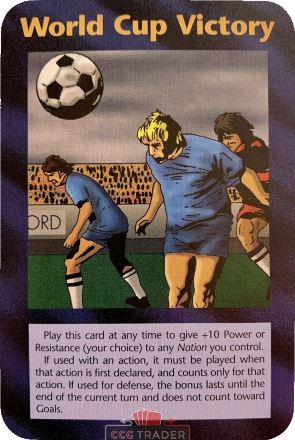 World Cup Victory
ORD
Play this card at any time to give +10 Power or
Resistance (your choice) to any Nation you control.
If used with an action, it must be played when
that action is first declared, and counts only for that
action. If used for defense, the bonus lasts until the
end of the current turn and does not count toward
Goals.
CCG TRADER